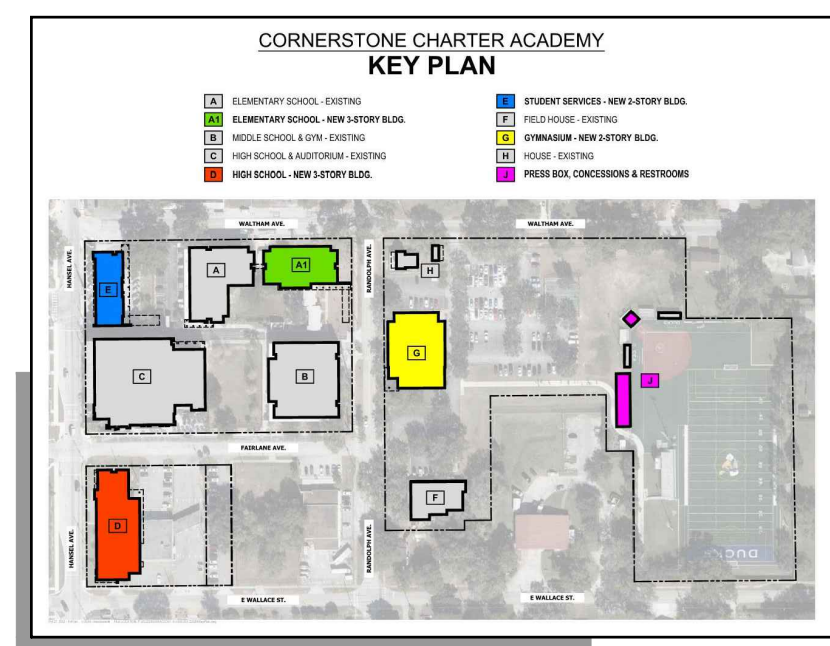 CORNERSTONE CHARTER ACADEMY
KEY PLAN
A ELEMENTARY SCHOOL - EXISTING
A1 ELEMENTARY SCHOOL - NEW 3-STORY BLDG.
B MIDDLE SCHOOL & GYM - EXISTING
C HIGH SCHOOL & AUDITORIUM - EXISTING
D HIGH SCHOOL - NEW 3-STORY BLDG.
E STUDENT SERVICES - NEW 2-STORY BLDG.
F FIELD HOUSE - EXISTING
G GYMNASIUM - NEW 2-STORY BLDG.
H HOUSE - EXISTING
J PRESS BOX, CONCESSIONS & RESTROOMS
WALTHAM AVE.
WALTHAM AVE.
HANSEL AVE.
RANDOLPH AVE.
A
A1
H
E
G
C
B
J
FAIRLANE AVE.
F
D
HANSEL AVE.
RANDOLPH AVE.
DUCKS
E WALLACE ST.
E WALLACE ST.